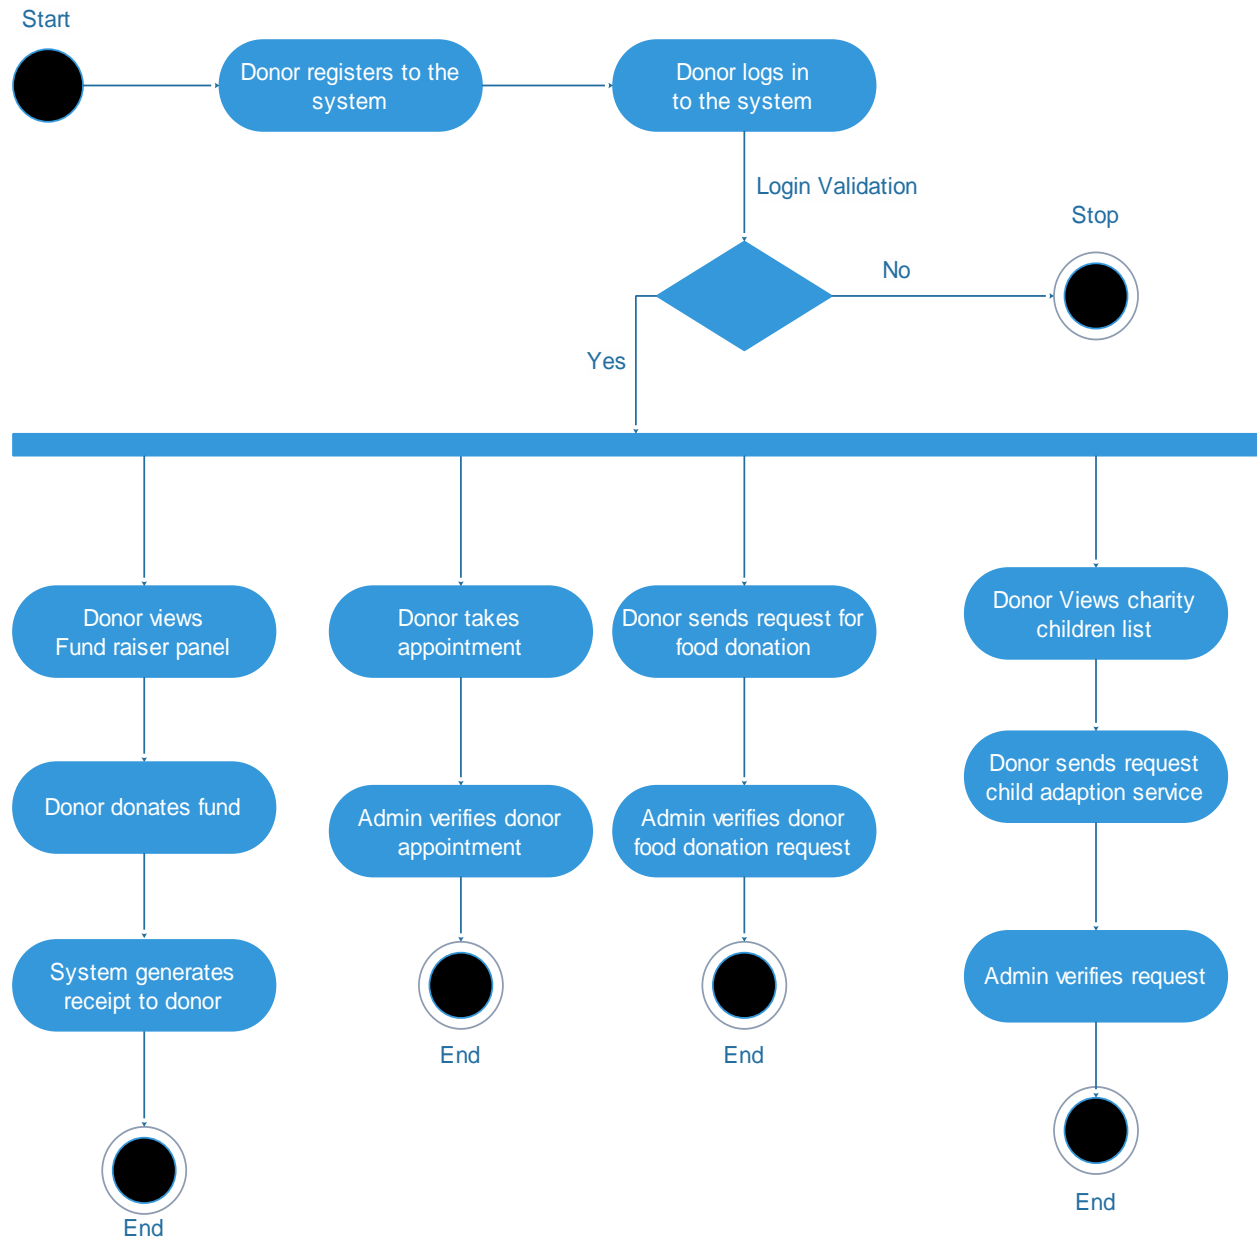 Start
Donor registers to the
system
Donor logs in
to the system
Login Validation
Stop
No
Yes
Donor views
Fund raiser panel
Donor takes
appointment
Donor sends request for
food donation
Donor Views charity
children list
Donor donates fund
Admin verifies donor
appointment
Admin verifies donor
food donation request
Donor sends request
child adaption service
System generates
receipt to donor
Admin verifies request
End
End
End
End